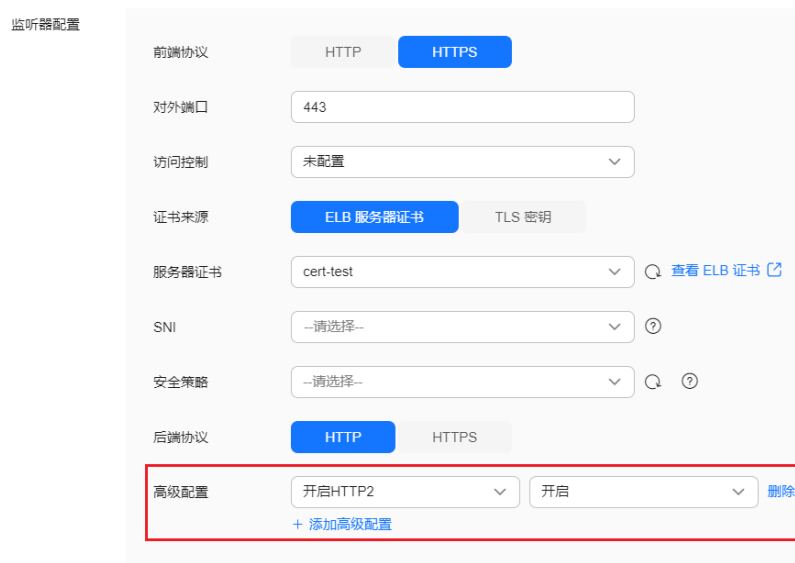 监听器配置
前端协议 HTTP HTTPS
对外端口 443
访问控制 未配置
证书来源 ELB 服务器证书 TLS 密钥
服务器证书 cert-test 查看 ELB 证书
SNI --请选择--
安全策略 --请选择--
后端协议 HTTP HTTPS
高级配置 开启HTTP2 开启 删除
+ 添加高级配置